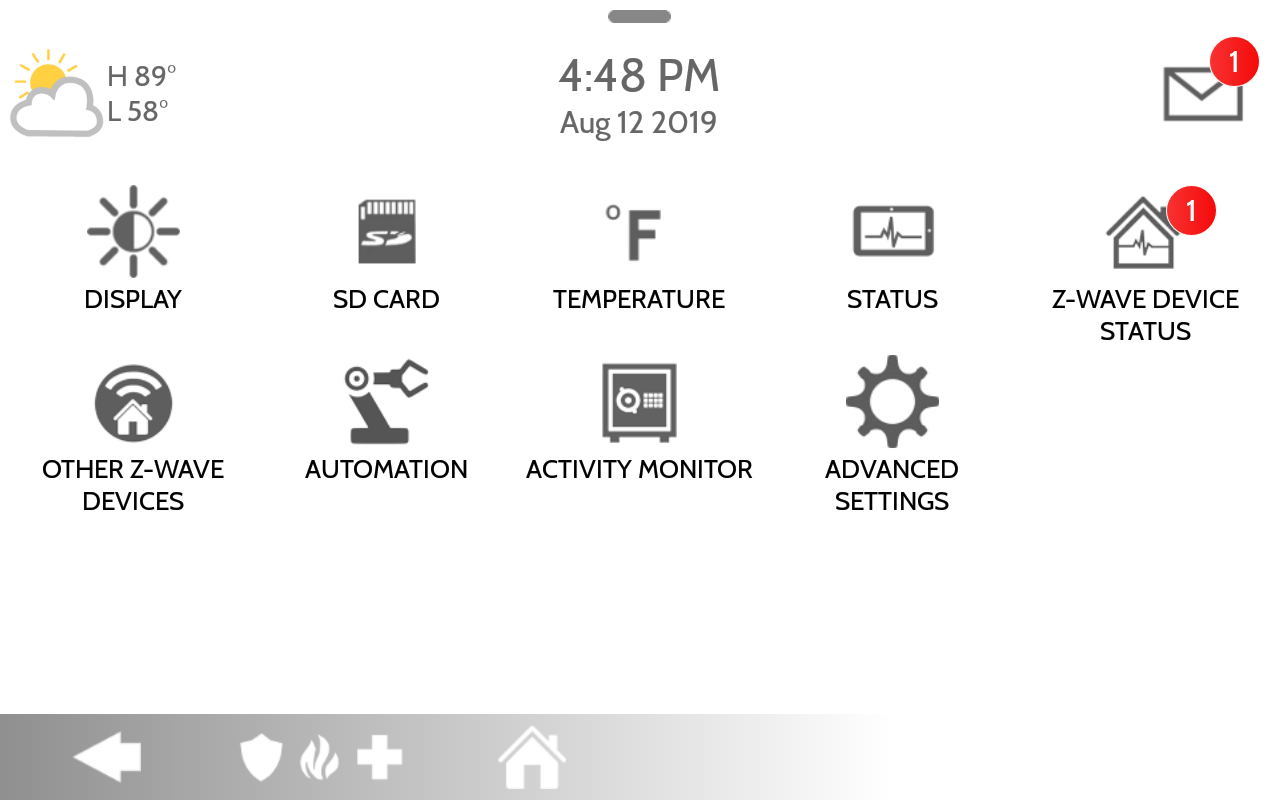 H 89°
L 58°
4:48 PM
Aug 12 2019
1
DISPLAY
SD
SD CARD
°F
TEMPERATURE
STATUS
1
Z-WAVE DEVICE
STATUS
OTHER Z-WAVE
DEVICES
AUTOMATION
ACTIVITY MONITOR
ADVANCED
SETTINGS